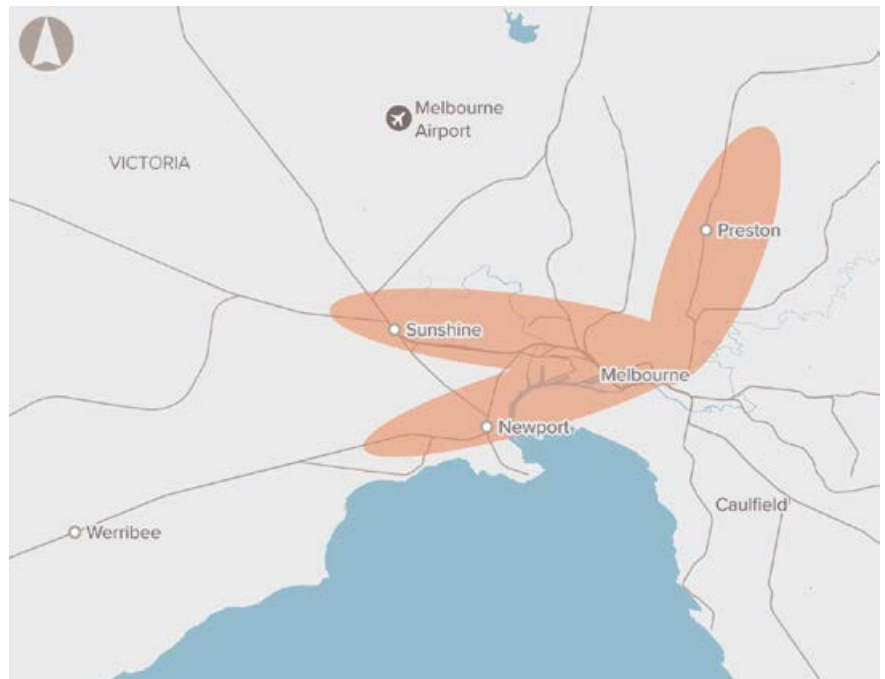 Melbourne
Airport
VICTORIA
Preston
Sunshine
Melbourne
Newport
Caulfield
Werribee